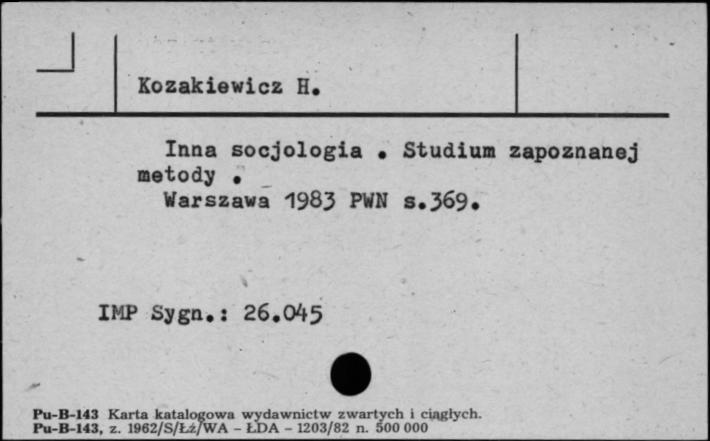 Kozakiewicz H.
Inna socjologia . Studium zapoznanej
metody .
Warszawa 1983 PWN s.369.
IMP Sygn.: 26.045
Pu-B-143 Karta katalogowa wydawnictw zwartych i ciągłych.
Pu-B-143, z. 1962/S/Łź/WA - ŁDA - 1203/82 n. 500 000